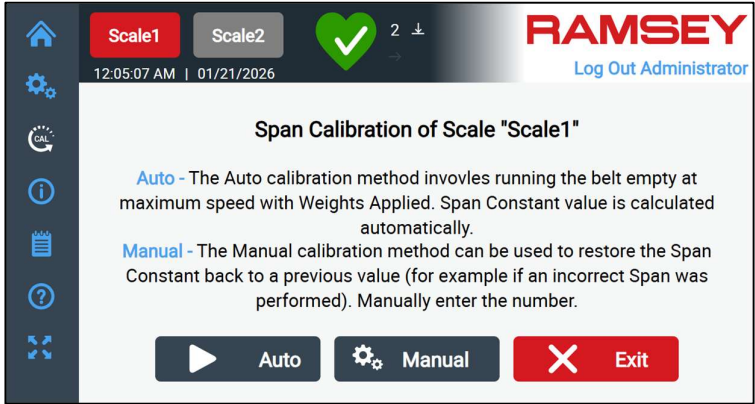 Scale1
Scale2
2
RAMSEY
12:05:07 AM | 01/21/2026
Log Out Administrator
CAL
Span Calibration of Scale "Scale1"
Auto - The Auto calibration method invovles running the belt empty at
maximum speed with Weights Applied. Span Constant value is calculated
automatically.
Manual - The Manual calibration method can be used to restore the Span
Constant back to a previous value (for example if an incorrect Span was
performed). Manually enter the number.
Auto
Manual
Exit